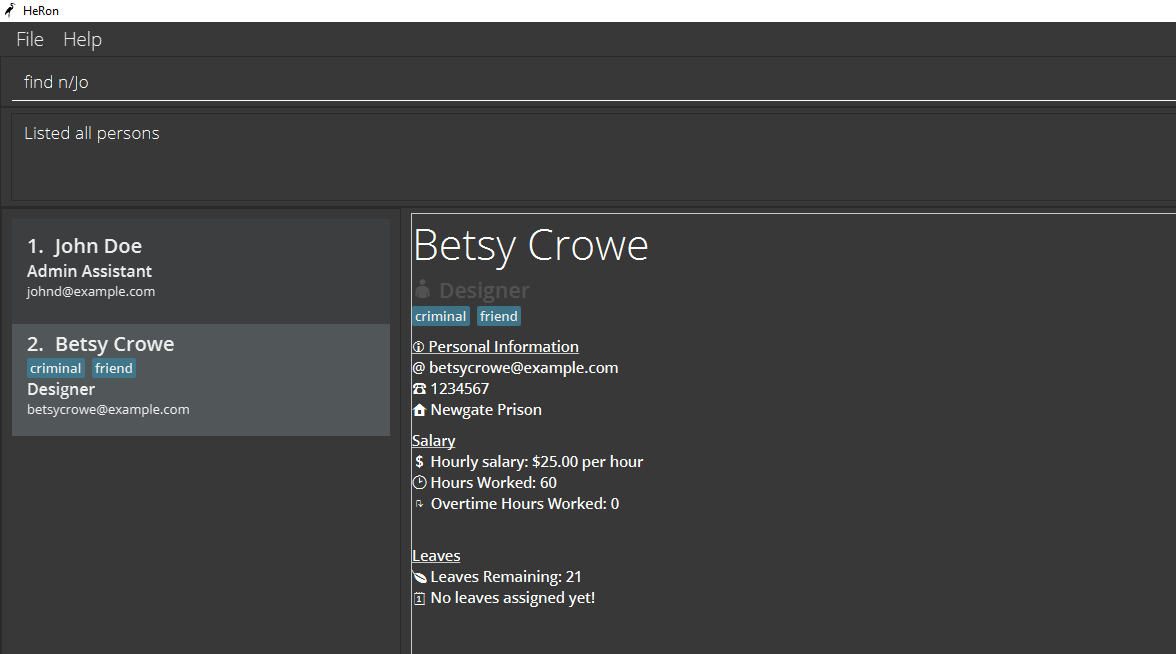 HeRon
File Help
find n/Jo
Listed all persons
1. John Doe
Admin Assistant
johnd@example.com
2. Betsy Crowe
criminal friend
Designer
betsycrowe@example.com
Betsy Crowe
Designer
criminal friend
Personal Information
@ betsycrowe@example.com
1234567
Newgate Prison
Salary
$ Hourly salary: $25.00 per hour
Hours Worked: 60
Overtime Hours Worked: 0
Leaves
Leaves Remaining: 21
No leaves assigned yet!